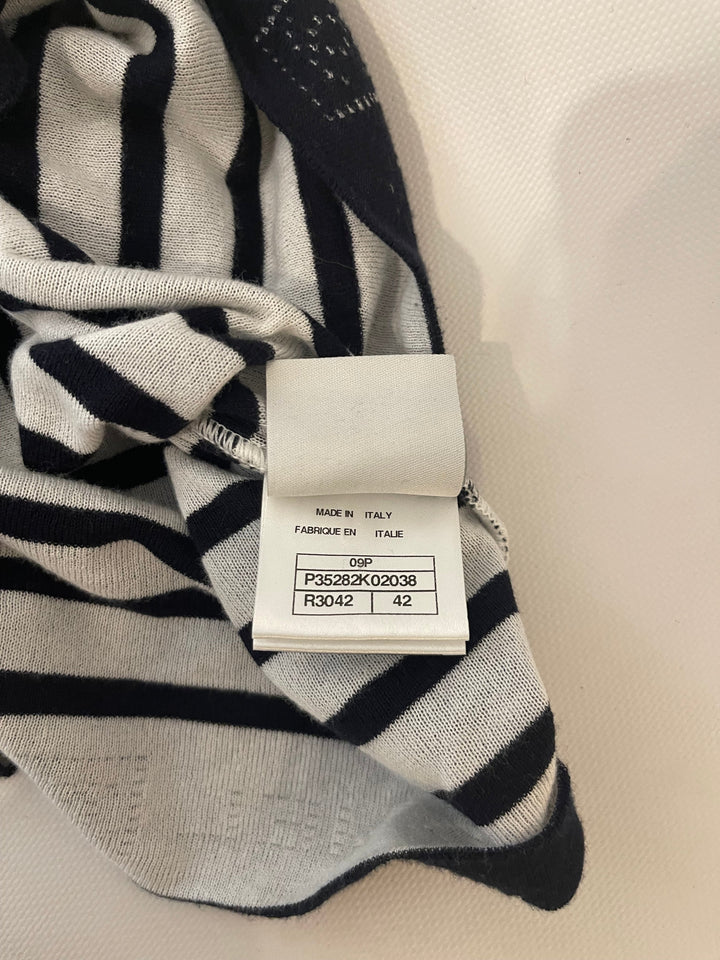 MADE IN ITALY
FABRIQUE EN ITALIE
09P
P35282K02038
R3042 42